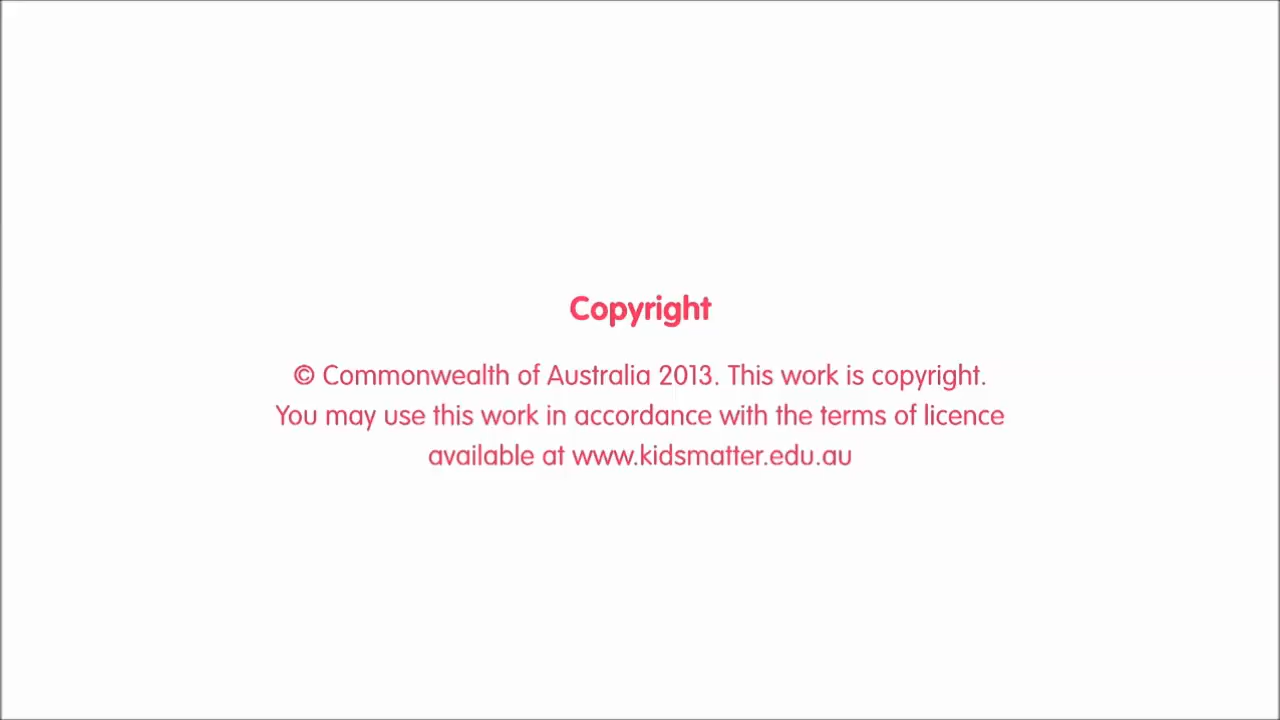 Copyright
© Commonwealth of Australia 2013. This work is copyright.
You may use this work in accordance with the terms of licence
available at www.kidsmatter.edu.au